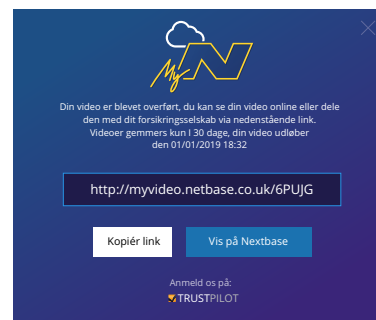 My N
Din video er blevet overført, du kan se din video online eller dele
den med dit forsikringsselskab via nedenstående link.
Videoer gemmers kun I 30 dage, din video udløber
den 01/01/2019 18:32
http://myvideo.netbase.co.uk/6PUJG
Kopiér link
Vis på Nextbase
Anmeld os på:
TRUSTPILOT